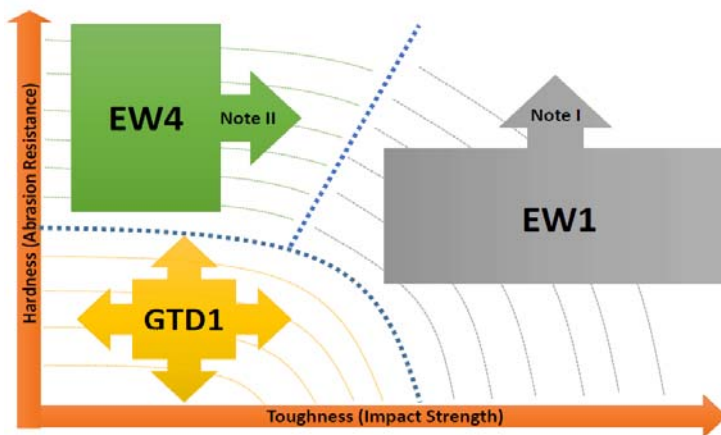 Hardness (Abrasion Resistance)
EW4
Note II
Note I
EW1
GTD1
Toughness (Impact Strength)